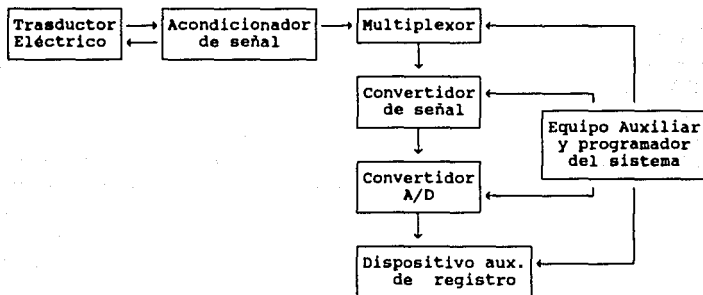 Trasductor
Eléctrico
Acondicionador
de señal
Multiplexor
Convertidor
de señal
Equipo Auxiliar
y programador
del sistema
Convertidor
A/D
Dispositivo aux.
de registro